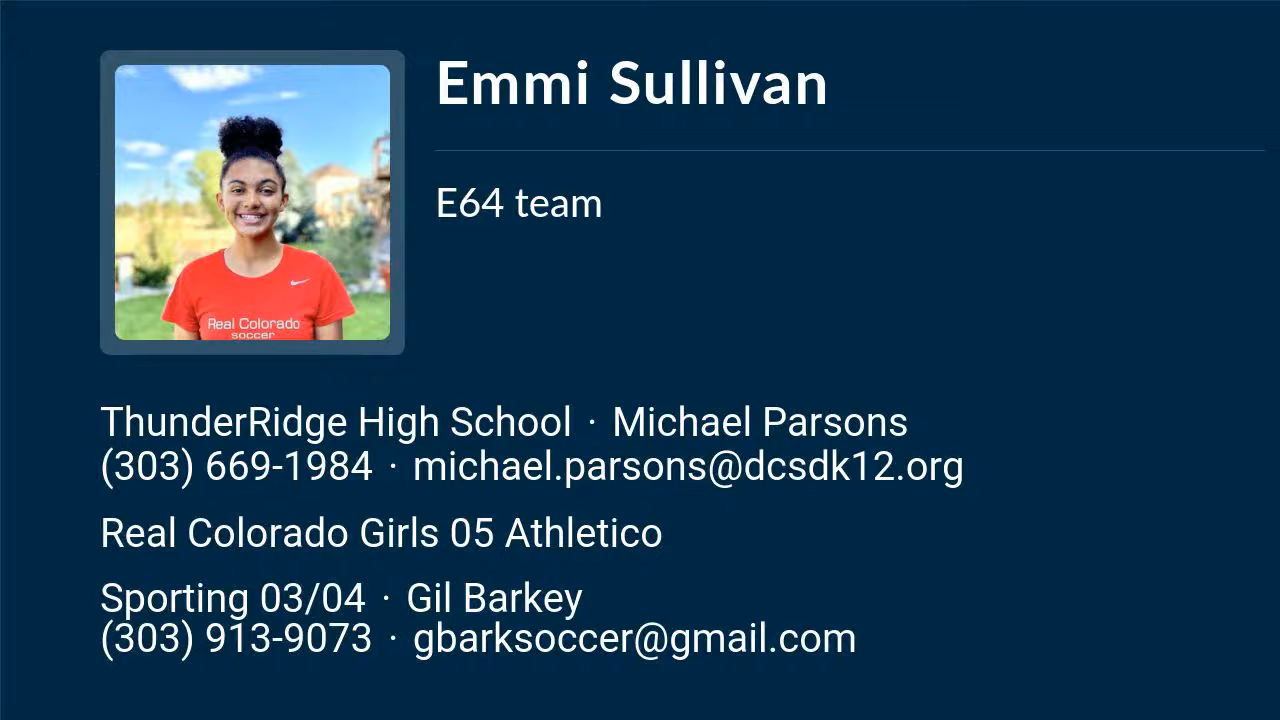 Emmi Sullivan
E64 team
Real Colorado
soccer
ThunderRidge High School · Michael Parsons
(303) 669-1984 · michael.parsons@dcsdk12.org
Real Colorado Girls 05 Athletico
Sporting 03/04 · Gil Barkey
(303) 913-9073 · gbarksoccer@gmail.com